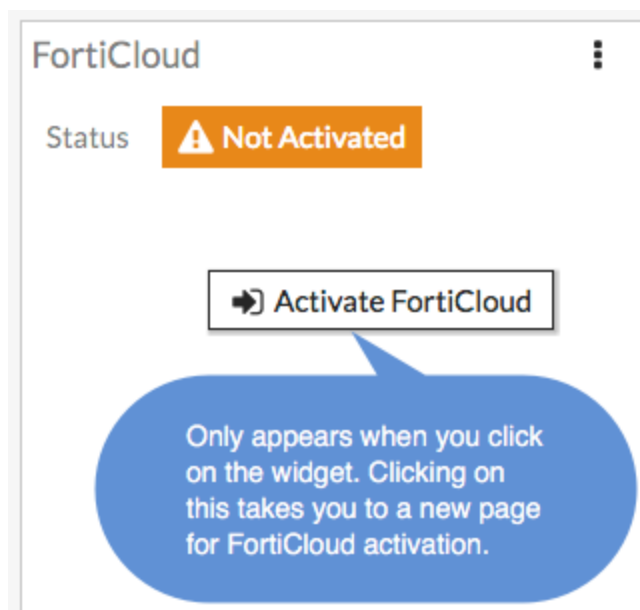 FortiCloud
Status Not Activated
Activate FortiCloud
Only appears when you click
on the widget. Clicking on
this takes you to a new page
for FortiCloud activation.